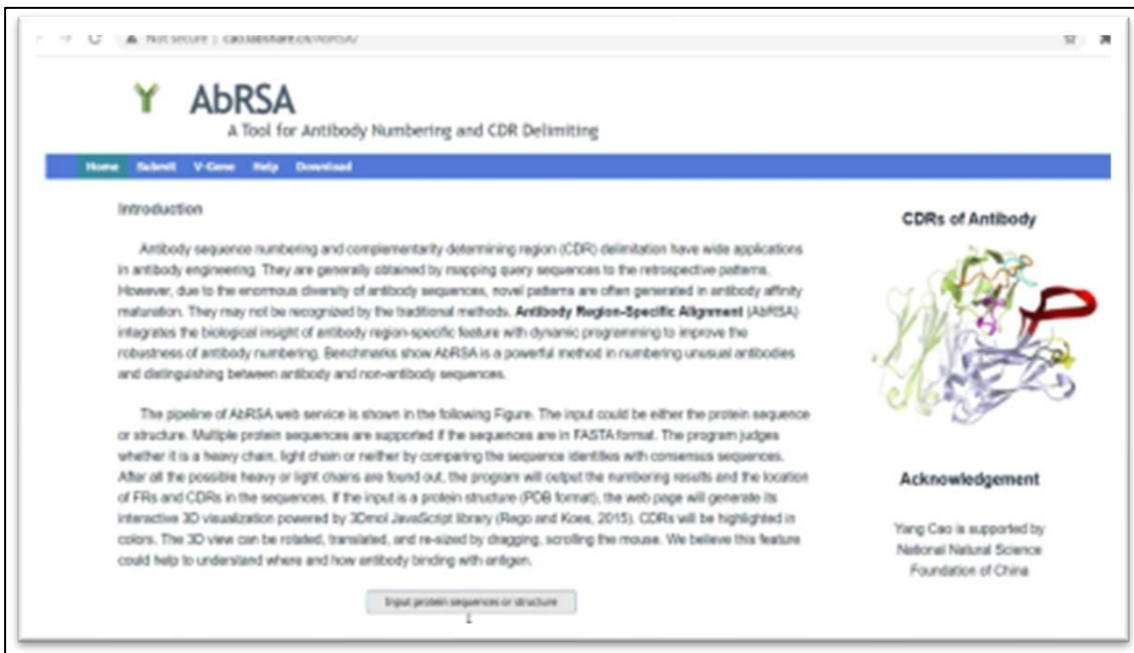 Not secure | cao.labshare.cn/AbRSA/
AbRSA
A Tool for Antibody Numbering and CDR Delimiting
Home Submit V-Gene Help Download
Introduction
Antibody sequence numbering and complementarity determining region (CDR) delimitation have wide applications
in antibody engineering. They are generally obtained by mapping query sequences to the retrospective patterns.
However, due to the enormous diversity of antibody sequences, novel patterns are often generated in antibody affinity
maturation. They may not be recognized by the traditional methods. Antibody Region-Specific Alignment (AbRSA)
integrates the biological insight of antibody region-specific feature with dynamic programming to improve the
robustness of antibody numbering. Benchmarks show AbRSA is a powerful method in numbering unusual antibodies
and distinguishing between antibody and non-antibody sequences.
The pipeline of AbRSA web service is shown in the following Figure. The input could be either the protein sequence
or structure. Multiple protein sequences are supported if the sequences are in FASTA format. The program judges
whether it is a heavy chain, light chain or neither by comparing the sequence identities with consensus sequences.
After all the possible heavy or light chains are found out, the program will output the numbering results and the location
of FRs and CDRs in the sequences. If the input is a protein structure (PDB format), the web page will generate its
interactive 3D visualization powered by 3Dmol JavaScript library (Rego and Koes, 2015). CDRs will be highlighted in
colors. The 3D view can be rotated, translated, and re-sized by dragging, scrolling the mouse. We believe this feature
could help to understand where and how antibody binding with antigen.
Input protein sequences or structure
CDRs of Antibody
Acknowledgement
Yang Cao is supported by
National Natural Science
Foundation of China